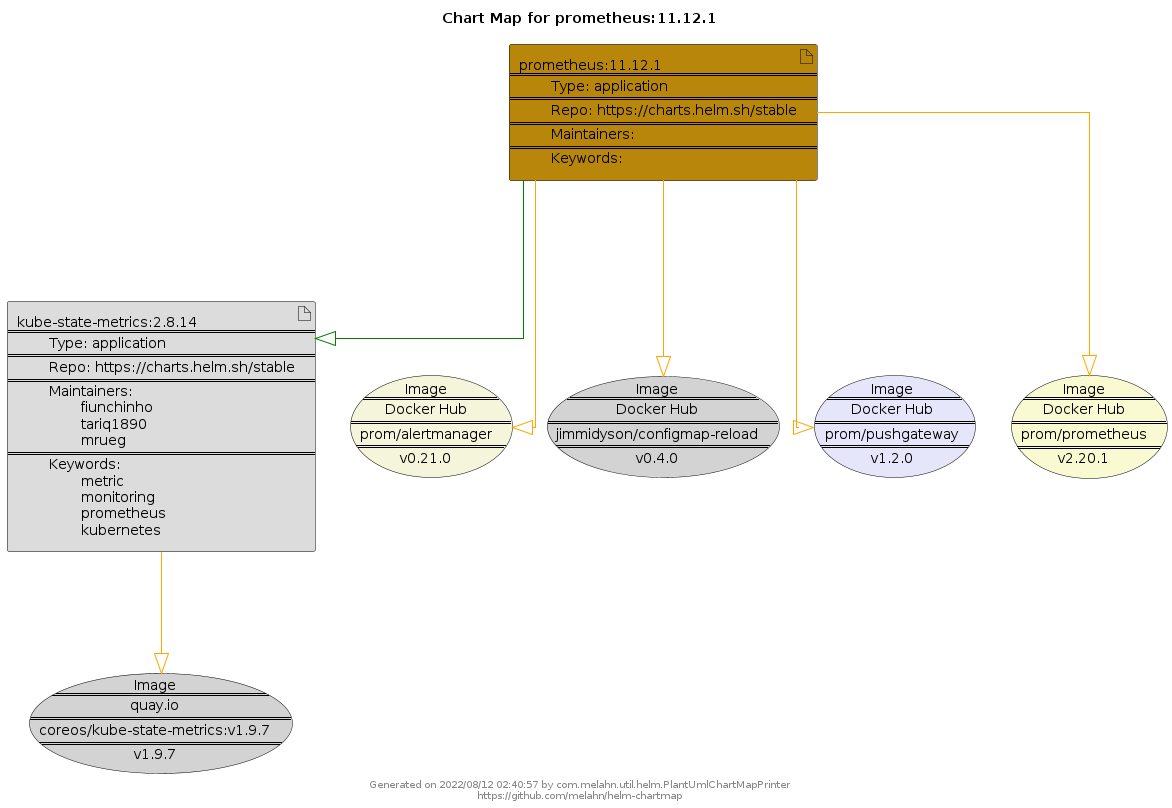 Chart Map for prometheus:11.12.1
prometheus:11.12.1
Type: application
Repo: https://charts.helm.sh/stable
Maintainers:
Keywords:
kube-state-metrics:2.8.14
Type: application
Repo: https://charts.helm.sh/stable
Maintainers:
fiunchinho
tariq1890
mrueg
Keywords:
metric
monitoring
prometheus
kubernetes
Image
Docker Hub
prom/alertmanager
v0.21.0
Image
Docker Hub
jimmidyson/configmap-reload
v0.4.0
Image
Docker Hub
prom/pushgateway
v1.2.0
Image
Docker Hub
prom/prometheus
v2.20.1
Image
quay.io
coreos/kube-state-metrics:v1.9.7
v1.9.7
Generated on 2022/08/12 02:40:57 by com.melahn.util.helm.PlantUmlChartMapPrinter
https://github.com/melahn/helm-chartmap